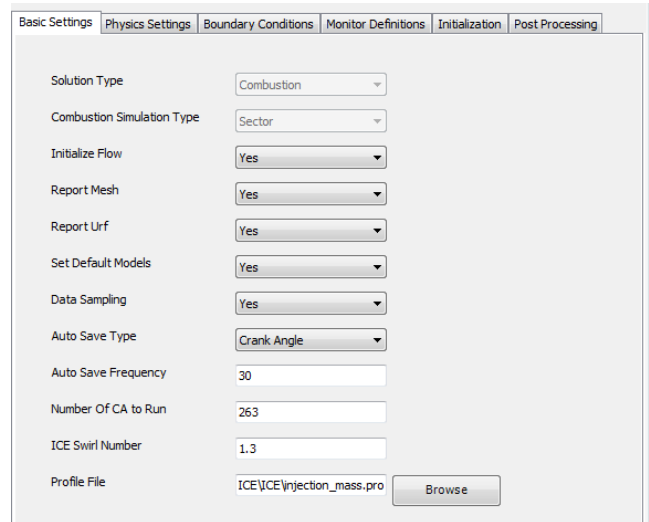 Basic Settings Physics Settings Boundary Conditions Monitor Definitions Initialization Post Processing
Solution Type Combustion
Combustion Simulation Type Sector
Initialize Flow Yes
Report Mesh Yes
Report Urf Yes
Set Default Models Yes
Data Sampling Yes
Auto Save Type Crank Angle
Auto Save Frequency 30
Number Of CA to Run 263
ICE Swirl Number 1.3
Profile File ICE\ICE\injection_mass.pro Browse